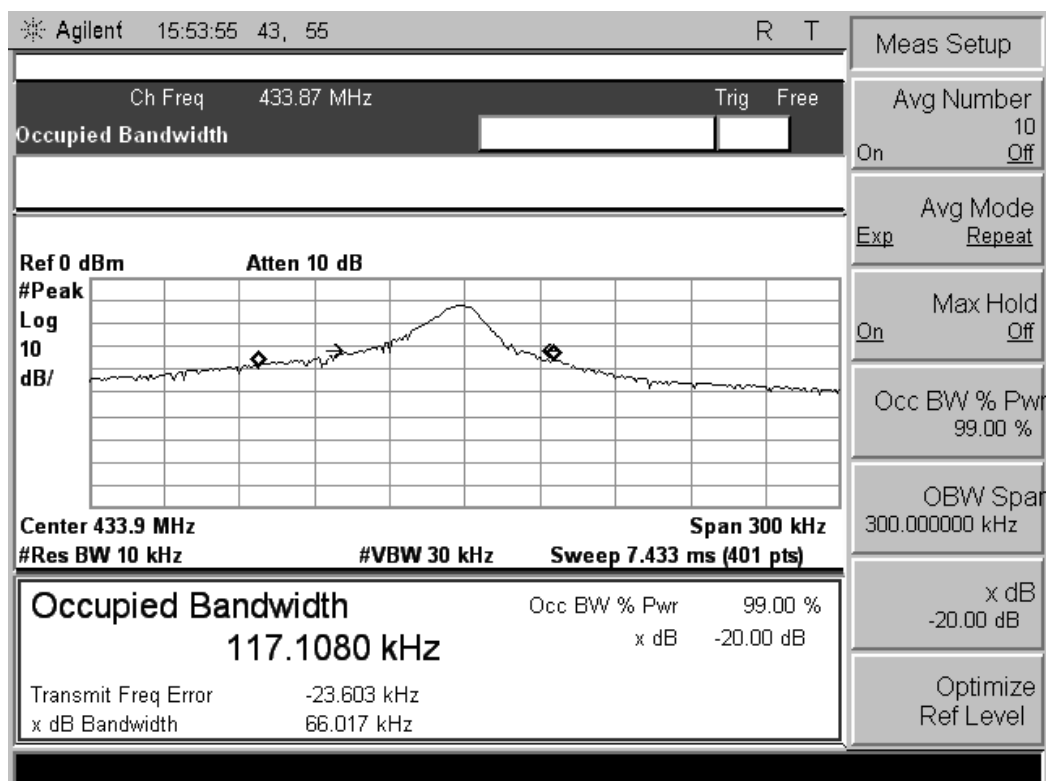 Agilent 15:53:55 43, 55 R T
Meas Setup
Ch Freq 433.87 MHz Trig Free
Occupied Bandwidth
Avg Number
10
On Off
Avg Mode
Exp Repeat
Max Hold
On Off
Occ BW % Pwr
99.00 %
OBW Span
300.000000 kHz
x dB
-20.00 dB
Optimize
Ref Level
Ref 0 dBm Atten 10 dB
#Peak
Log
10
dB/
Center 433.9 MHz Span 300 kHz
#Res BW 10 kHz #VBW 30 kHz Sweep 7.433 ms (401 pts)
Occupied Bandwidth Occ BW % Pwr 99.00 %
117.1080 kHz x dB -20.00 dB
Transmit Freq Error -23.603 kHz
x dB Bandwidth 66.017 kHz